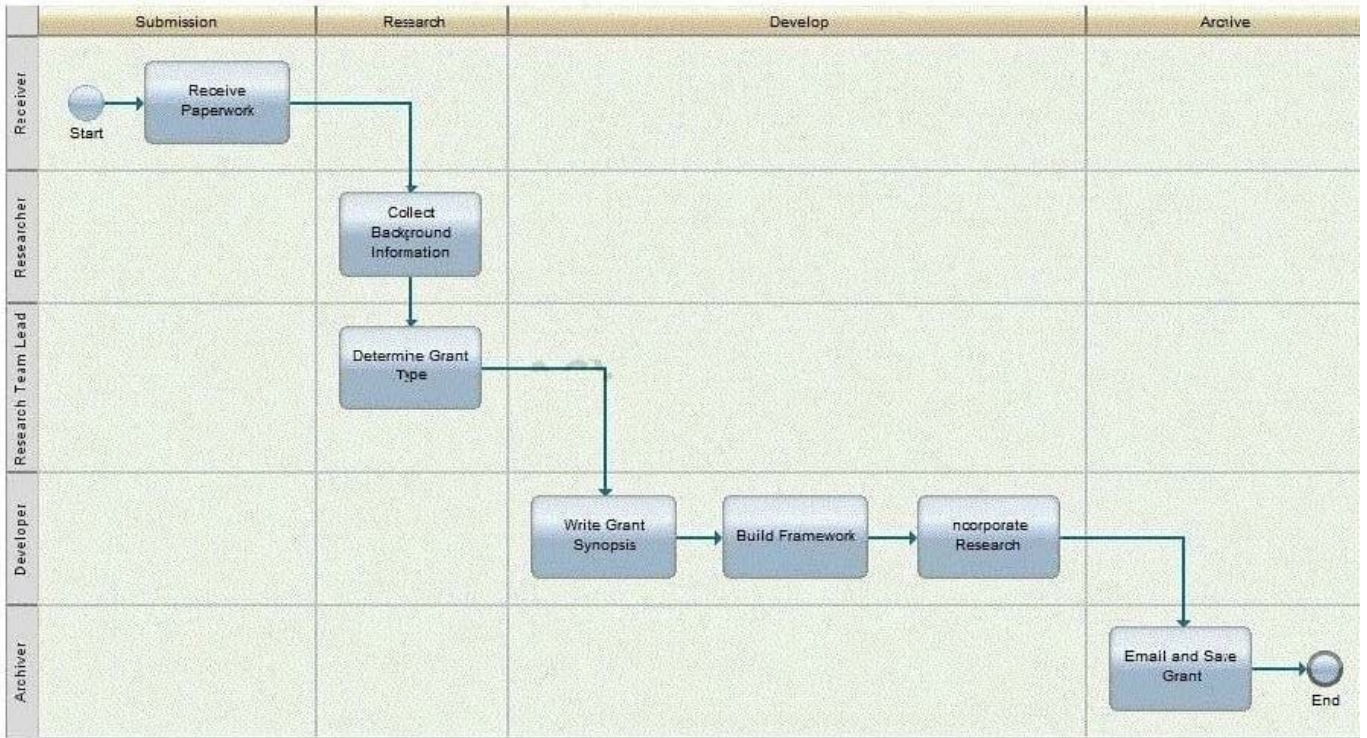 Submission
Research
Develop
Archive
Receiver
Start
Receive
Paperwork
Researcher
Collect
Background
Information
Research Team Lead
Determine Grant
Type
Developer
Write Grant
Synopsis
Build Framework
ncorporate
Research
Archiver
Email and Save
Grant
End